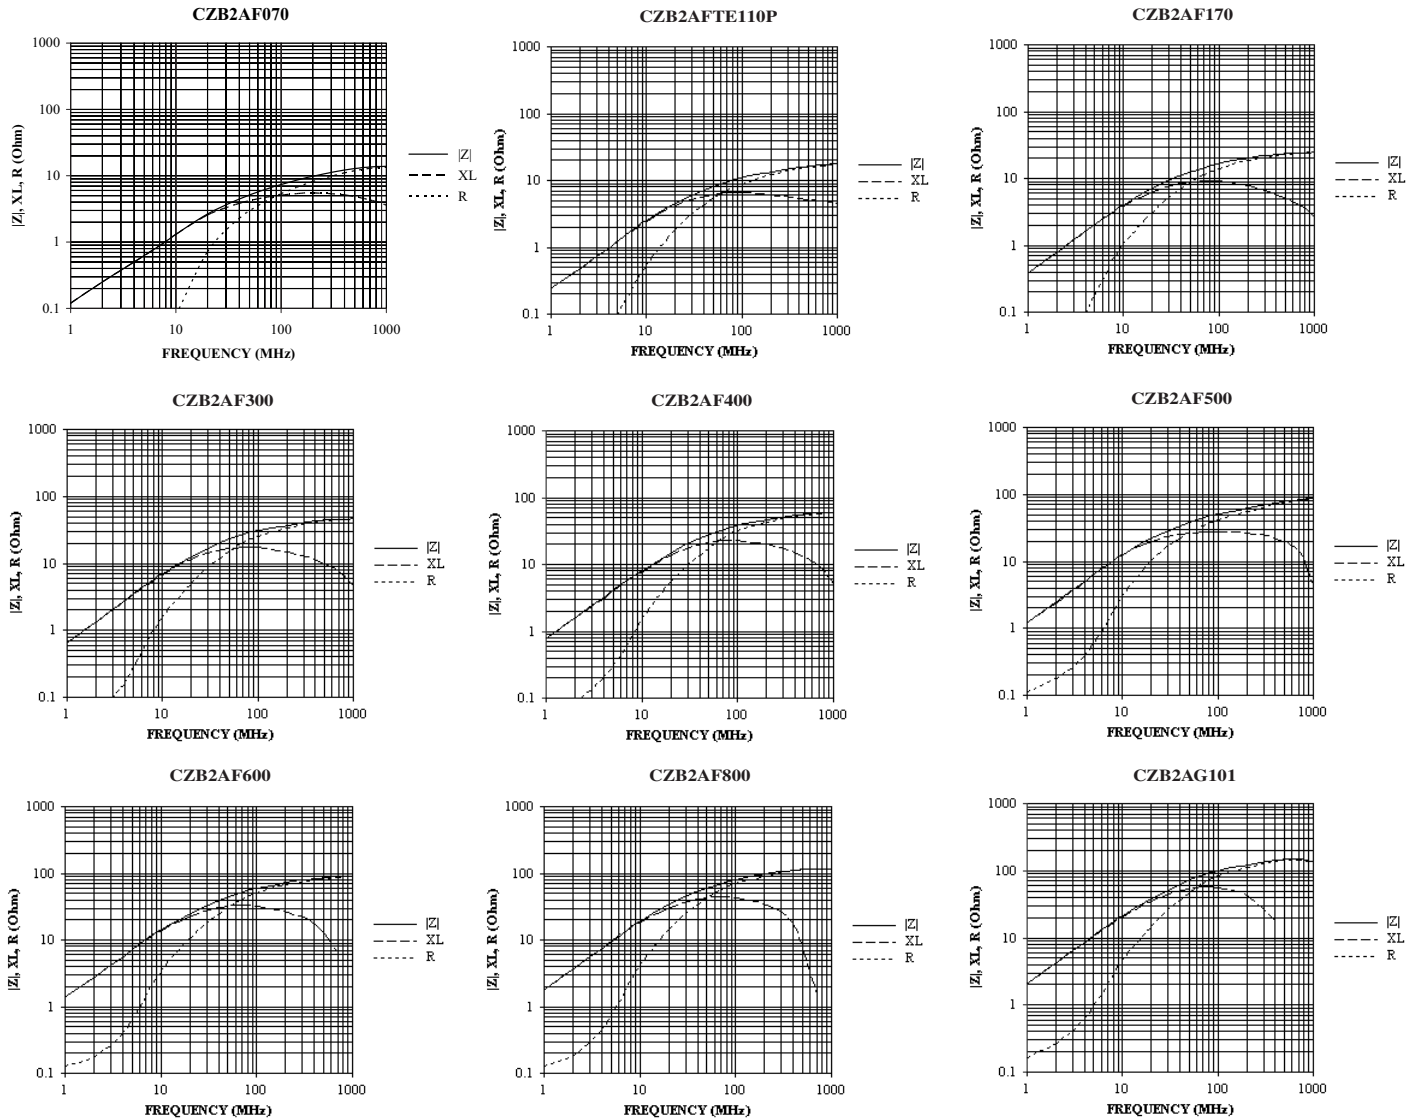 CZB2AF070
1000
100
10
1
0.1
1
10
100
1000
|Z|, XL, R (Ohm)
FREQUENCY (MHz)
|Z|
XL
R
CZB2AFTE110P
1000
100
10
1
0.1
1
10
100
1000
|Z|, XL, R (Ohm)
FREQUENCY (MHz)
|Z|
XL
R
CZB2AF170
1000
100
10
1
0.1
1
10
100
1000
|Z|, XL, R (Ohm)
FREQUENCY (MHz)
|Z|
XL
R
CZB2AF300
1000
100
10
1
0.1
1
10
100
1000
|Z|, XL, R (Ohm)
FREQUENCY (MHz)
|Z|
XL
R
CZB2AF400
1000
100
10
1
0.1
1
10
100
1000
|Z|, XL, R (Ohm)
FREQUENCY (MHz)
|Z|
XL
R
CZB2AF500
1000
100
10
1
0.1
1
10
100
1000
|Z|, XL, R (Ohm)
FREQUENCY (MHz)
|Z|
XL
R
CZB2AF600
1000
100
10
1
0.1
1
10
100
1000
|Z|, XL, R (Ohm)
FREQUENCY (MHz)
|Z|
XL
R
CZB2AF800
1000
100
10
1
0.1
1
10
100
1000
|Z|, XL, R (Ohm)
FREQUENCY (MHz)
|Z|
XL
R
CZB2AG101
1000
100
10
1
0.1
1
10
100
1000
|Z|, XL, R (Ohm)
FREQUENCY (MHz)
|Z|
XL
R